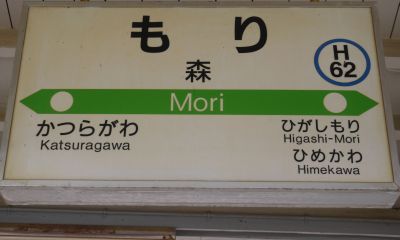 もり
H
62
森
Mori
かつらがわ
Katsuragawa
ひがしもり
Higashi-Mori
ひめかわ
Himekawa